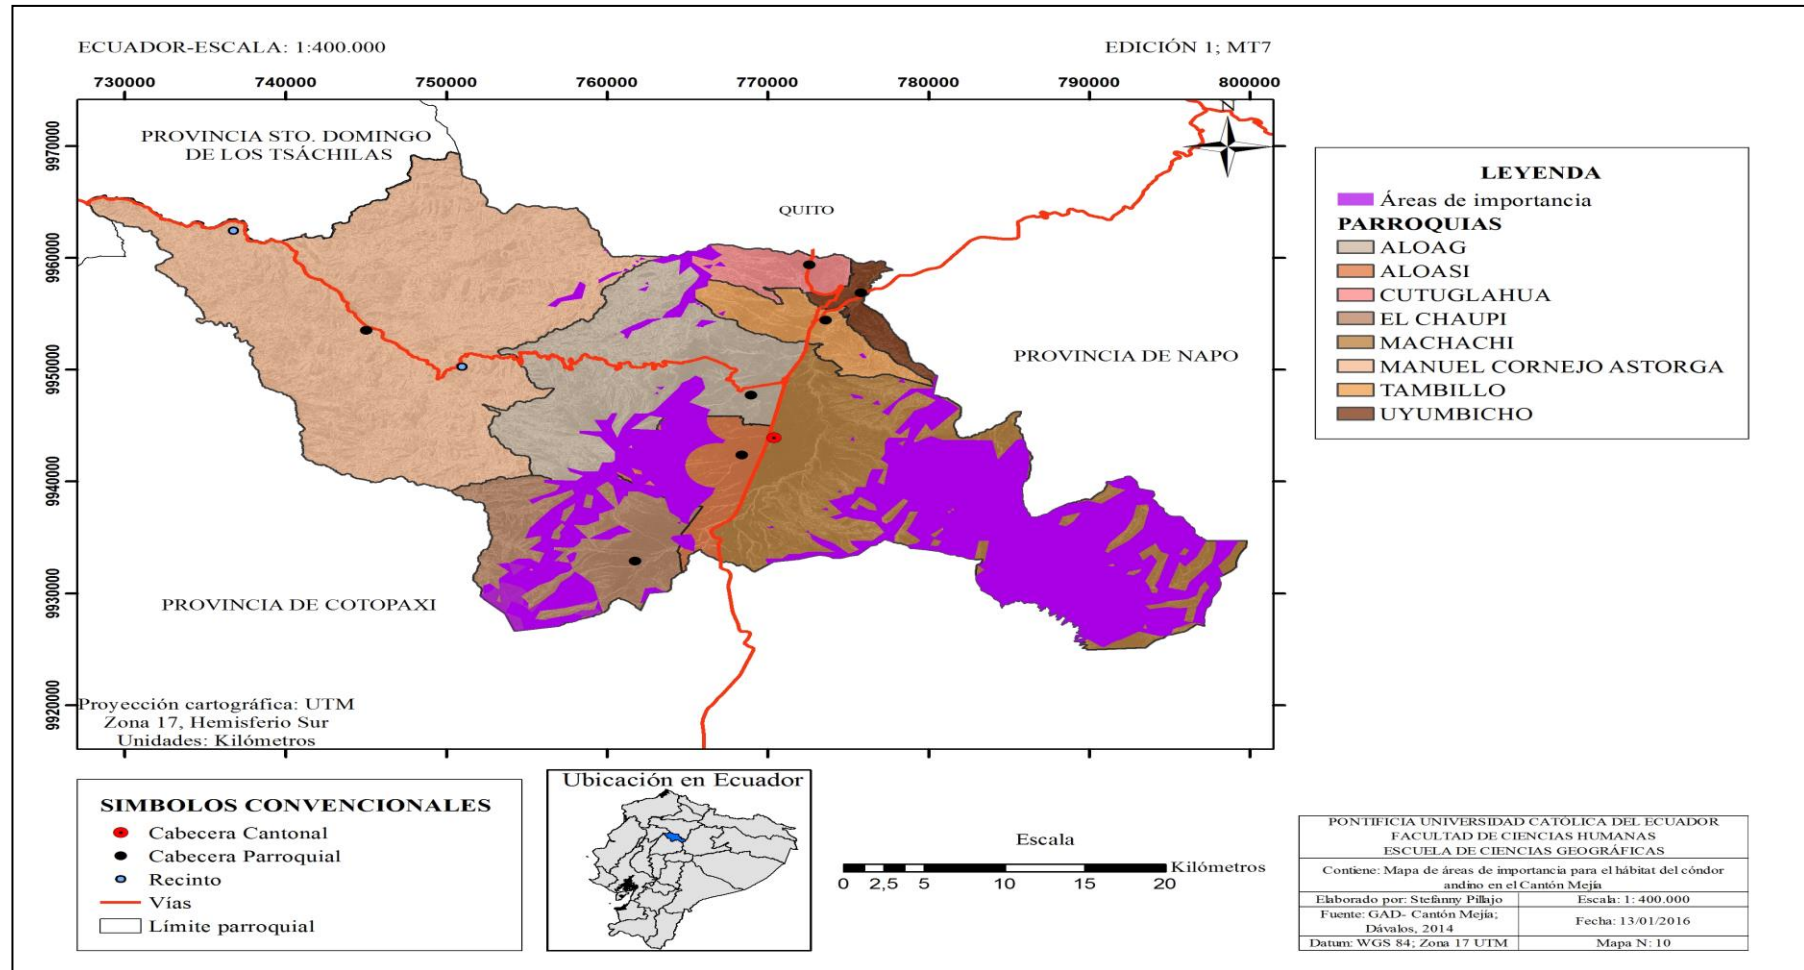 ECUADOR-ESCALA: 1:400.000
EDICIÓN 1; MT7
730000 740000 750000 760000 770000 780000 790000 800000
9970000
9960000
9950000
9940000
9930000
9920000
N
PROVINCIA STO. DOMINGO
DE LOS TSÁCHILAS
QUITO
PROVINCIA DE NAPO
PROVINCIA DE COTOPAXI
Proyección cartográfica: UTM
Zona 17, Hemisferio Sur
Unidades: Kilómetros
LEYENDA
Áreas de importancia
PARROQUIAS
ALOAG
ALOASI
CUTUGLAHUA
EL CHAUPI
MACHACHI
MANUEL CORNEJO ASTORGA
TAMBILLO
UYUMBICHO
SIMBOLOS CONVENCIONALES
Cabecera Cantonal
Cabecera Parroquial
Recinto
Vías
Límite parroquial
Ubicación en Ecuador
Escala
Kilómetros
0 2,5 5 10 15 20
PONTIFICIA UNIVERSIDAD CATÓLICA DEL ECUADOR
FACULTAD DE CIENCIAS HUMANAS
ESCUELA DE CIENCIAS GEOGRÁFICAS
Contiene: Mapa de áreas de importancia para el hábitat del cóndor
andino en el Cantón Mejía
Elaborado por: Stefanny Pillajo
Escala: 1: 400.000
Fuente: GAD- Cantón Mejía;
Dávalos, 2014
Fecha: 13/01/2016
Datum: WGS 84; Zona 17 UTM
Mapa N: 10